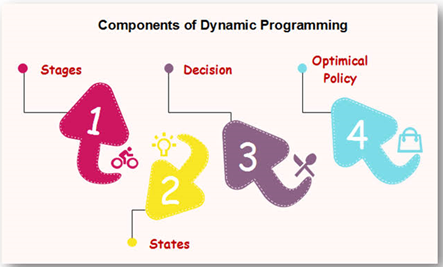 Components of Dynamic Programming
Stages
Decision
Optimical
Policy
1
2
3
4
States